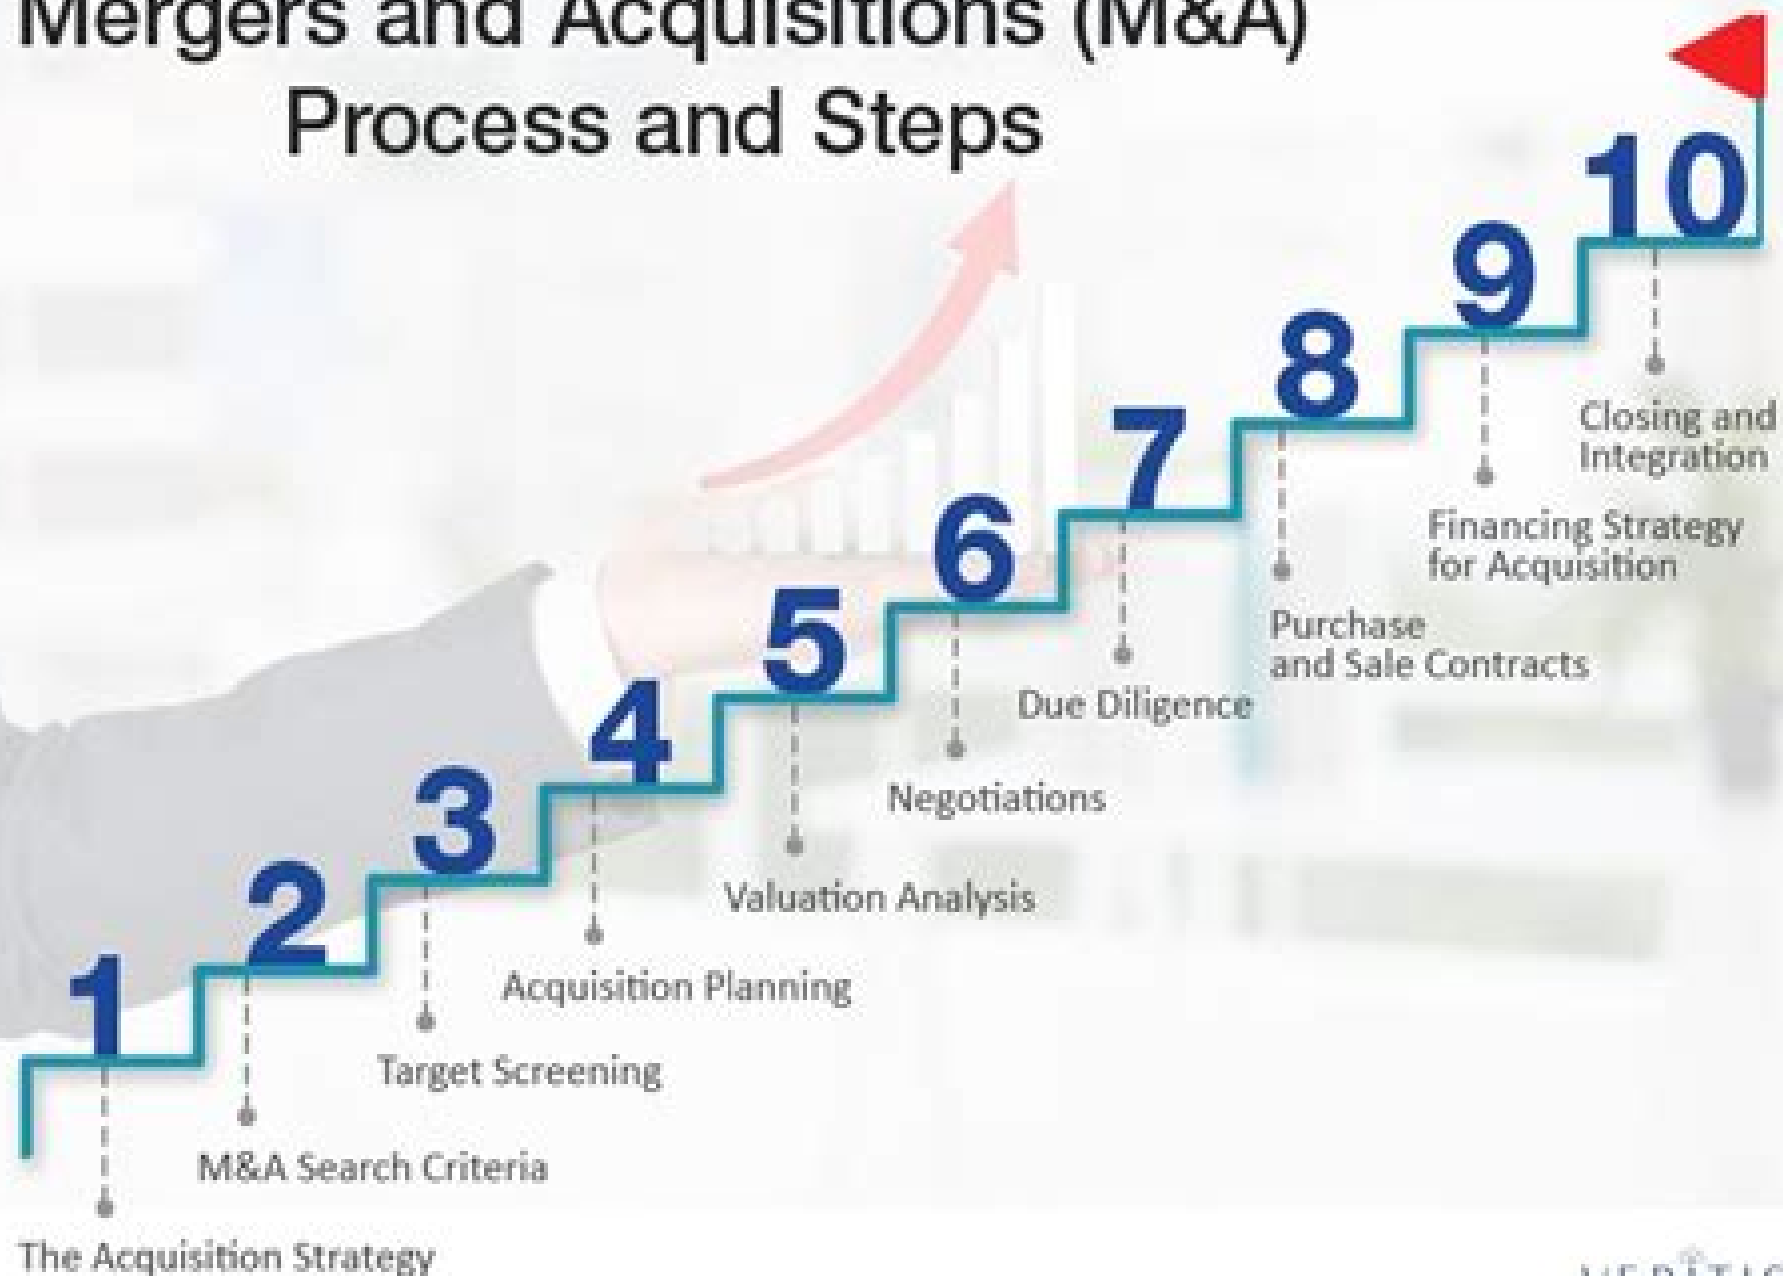 Mergers and Acquisitions (M&A)
Process and Steps
1
The Acquisition Strategy
2
M&A Search Criteria
3
Target Screening
4
Acquisition Planning
5
Valuation Analysis
6
Negotiations
7
Due Diligence
8
Purchase
and Sale Contracts
9
Financing Strategy
for Acquisition
10
Closing and
Integration